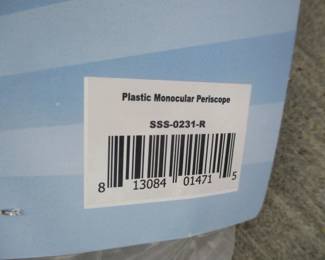 Plastic Monocular Periscope
SSS-0231-R
8 13084 01471 5